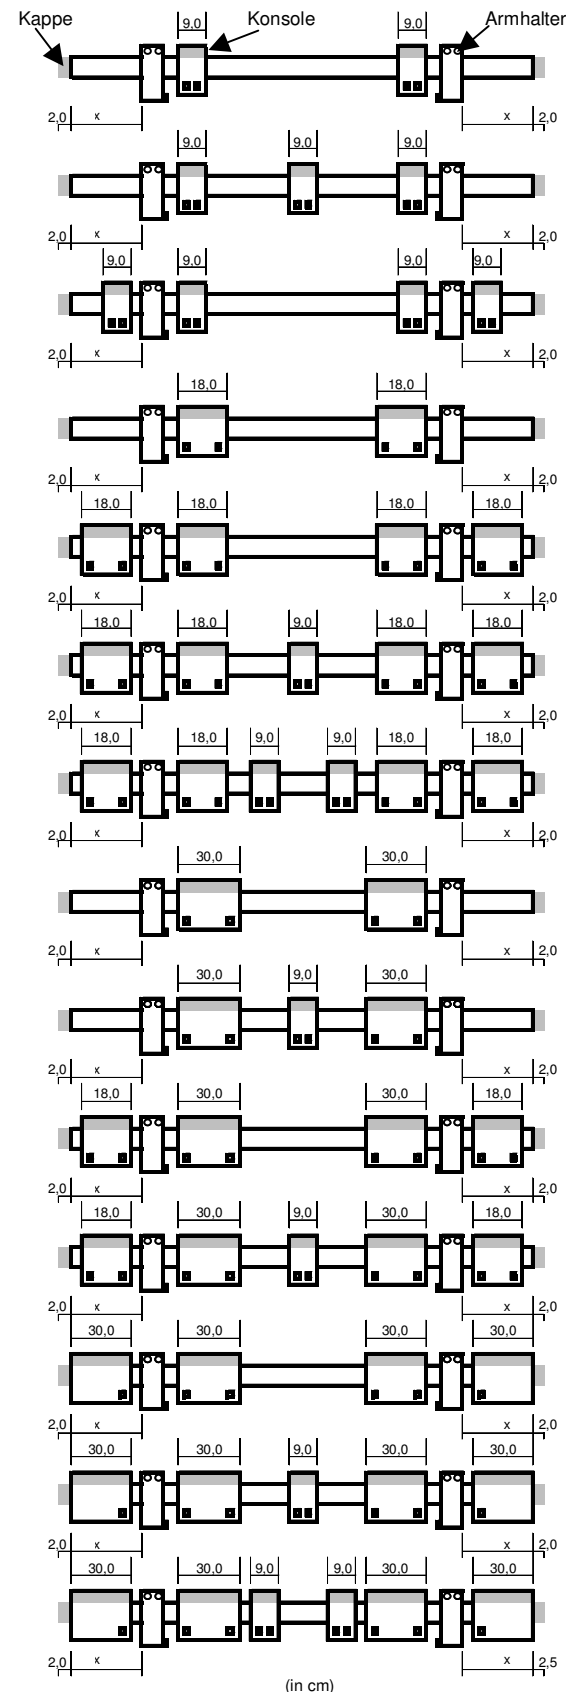 Kappe 9,0 Konsole 9,0 Armhalter
2,0 x x 2,0
9,0 9,0 9,0
2,0 x x 2,0
9,0 9,0 9,0 9,0
2,0 x x 2,0
18,0 18,0
2,0 x x 2,0
18,0 18,0 18,0 18,0
2,0 x x 2,0
18,0 18,0 9,0 18,0 18,0
2,0 x x 2,0
18,0 18,0 9,0 9,0 18,0 18,0
2,0 x x 2,0
30,0 30,0
2,0 x x 2,0
30,0 9,0 30,0
2,0 x x 2,0
18,0 30,0 30,0 18,0
2,0 x x 2,0
18,0 30,0 9,0 30,0 18,0
2,0 x x 2,0
30,0 30,0 30,0 30,0
2,0 x x 2,0
30,0 30,0 9,0 30,0 30,0
2,0 x x 2,0
30,0 30,0 9,0 9,0 30,0 30,0
2,0 x x 2,5
(in cm)